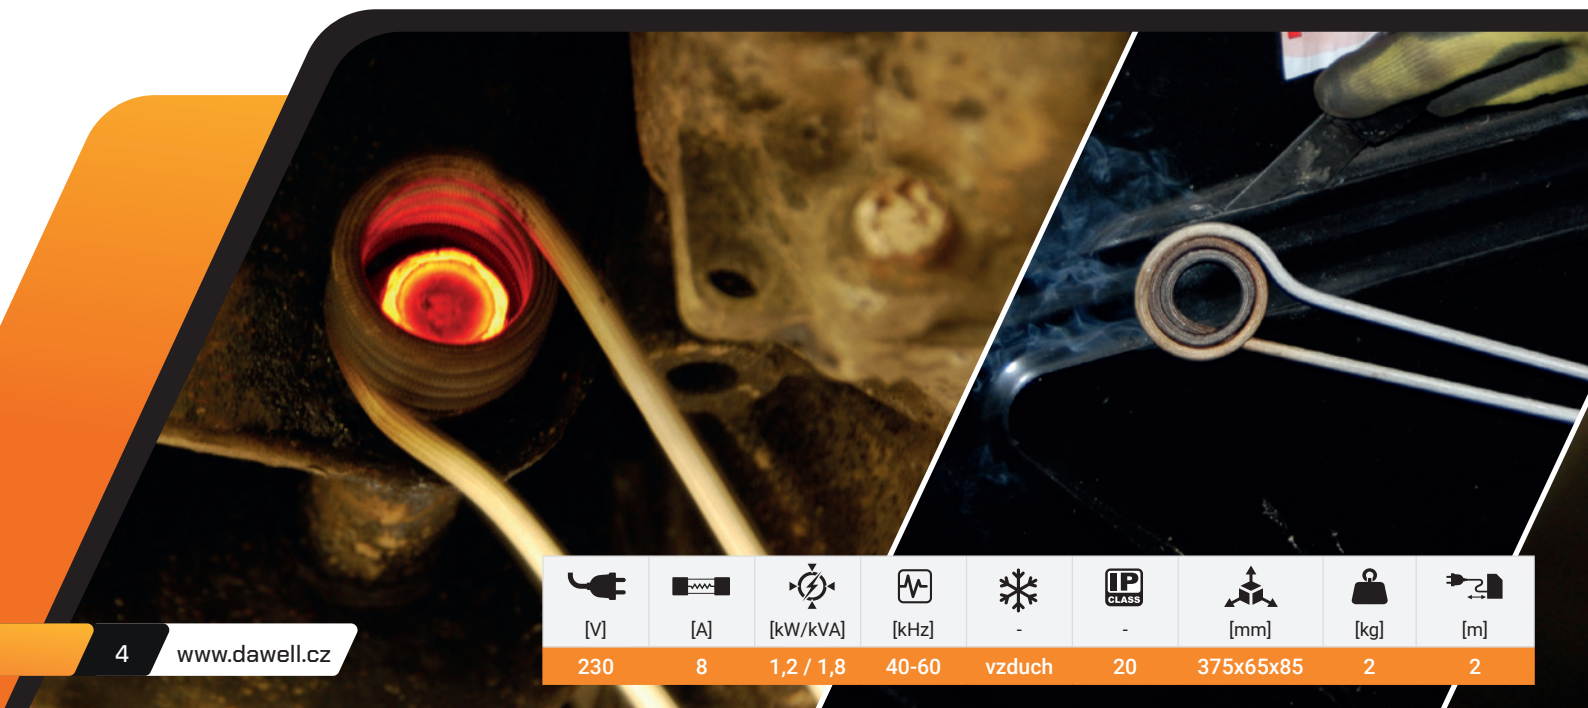 IP
CLASS
[V] [A] [kW/kVA] [kHz] - - [mm] [kg] [m]
230 8 1,2 / 1,8 40-60 vzduch 20 375x65x85 2 2
4 www.dawell.cz